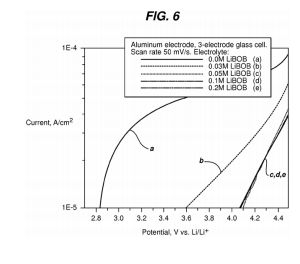 FIG. 6
Aluminum electrode, 3-electrode glass cell.
Scan rate 50 mV/s. Electrolyte:
0.0M LiBOB (a)
0.03M LiBOB (b)
0.05M LiBOB (c)
0.1M LiBOB (d)
0.2M LiBOB (e)
1E-4
Current, A/cm2
1E-5
a
b
c,d,e
2.8 3.0 3.2 3.4 3.6 3.8 4.0 4.2 4.4
Potential, V vs. Li/Li+